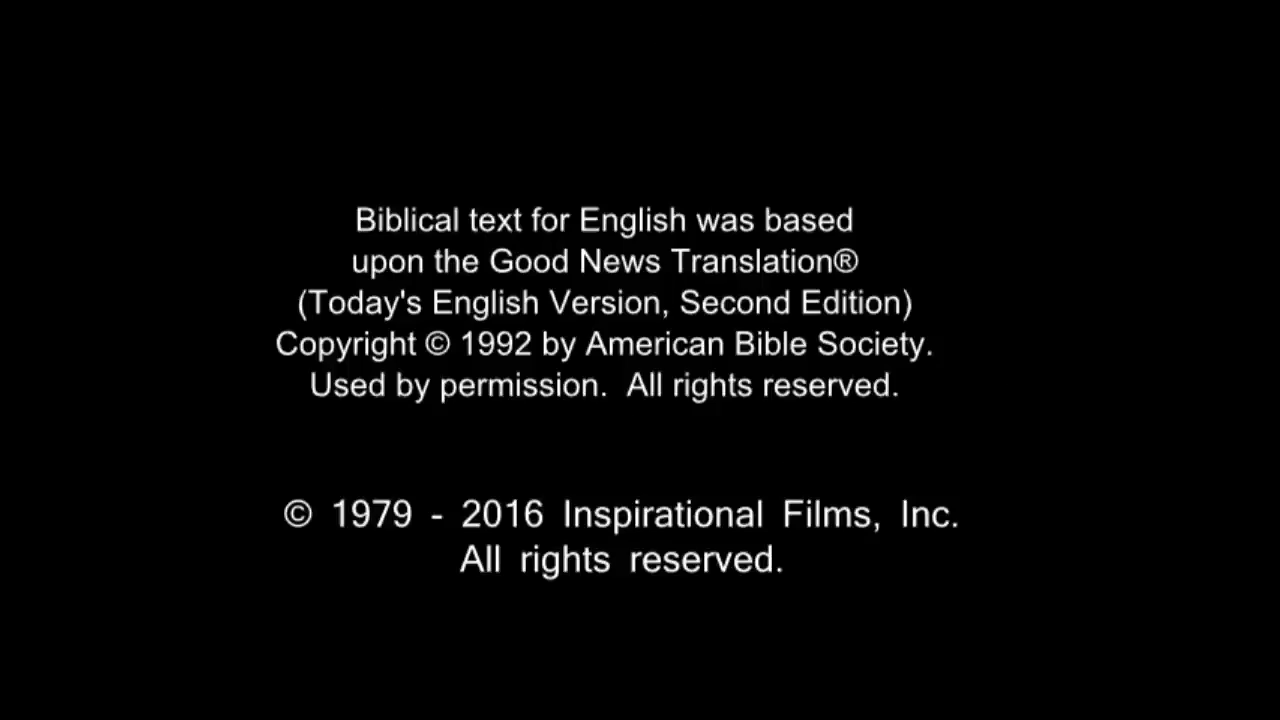 Biblical text for English was based
upon the Good News Translation®
(Today's English Version, Second Edition)
Copyright © 1992 by American Bible Society.
Used by permission.  All rights reserved.
© 1979 - 2016 Inspirational Films, Inc.
All rights reserved.